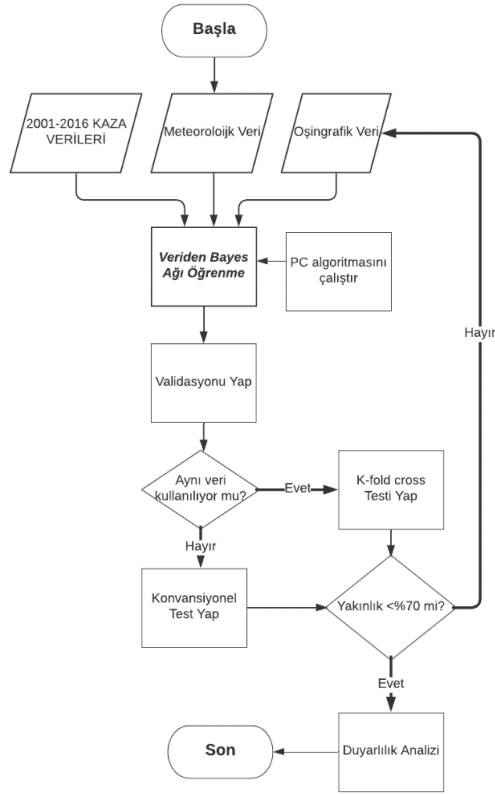 Başla
2001-2016 KAZA
VERİLERİ
Meteoroloijk Veri
Oşingrafik Veri
Veriden Bayes
Ağı Öğrenme
PC algoritmasını
çalıştır
Hayır
Validasyonu Yap
Aynı veri
kullanılıyor mu?
Evet
K-fold cross
Testi Yap
Hayır
Konvansiyonel
Test Yap
Yakınlık <%70 mi?
Evet
Duyarlılık Analizi
Son